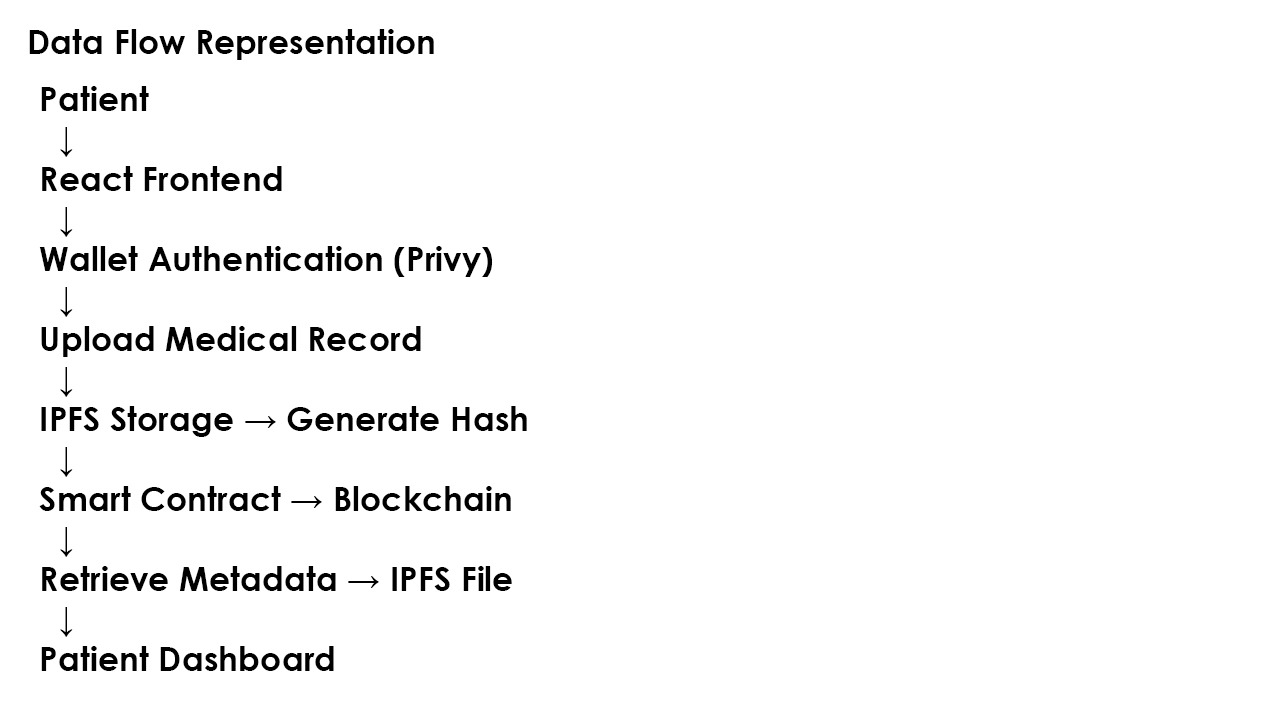 Data Flow Representation
Patient
↓
React Frontend
↓
Wallet Authentication (Privy)
↓
Upload Medical Record
↓
IPFS Storage → Generate Hash
↓
Smart Contract → Blockchain
↓
Retrieve Metadata → IPFS File
↓
Patient Dashboard